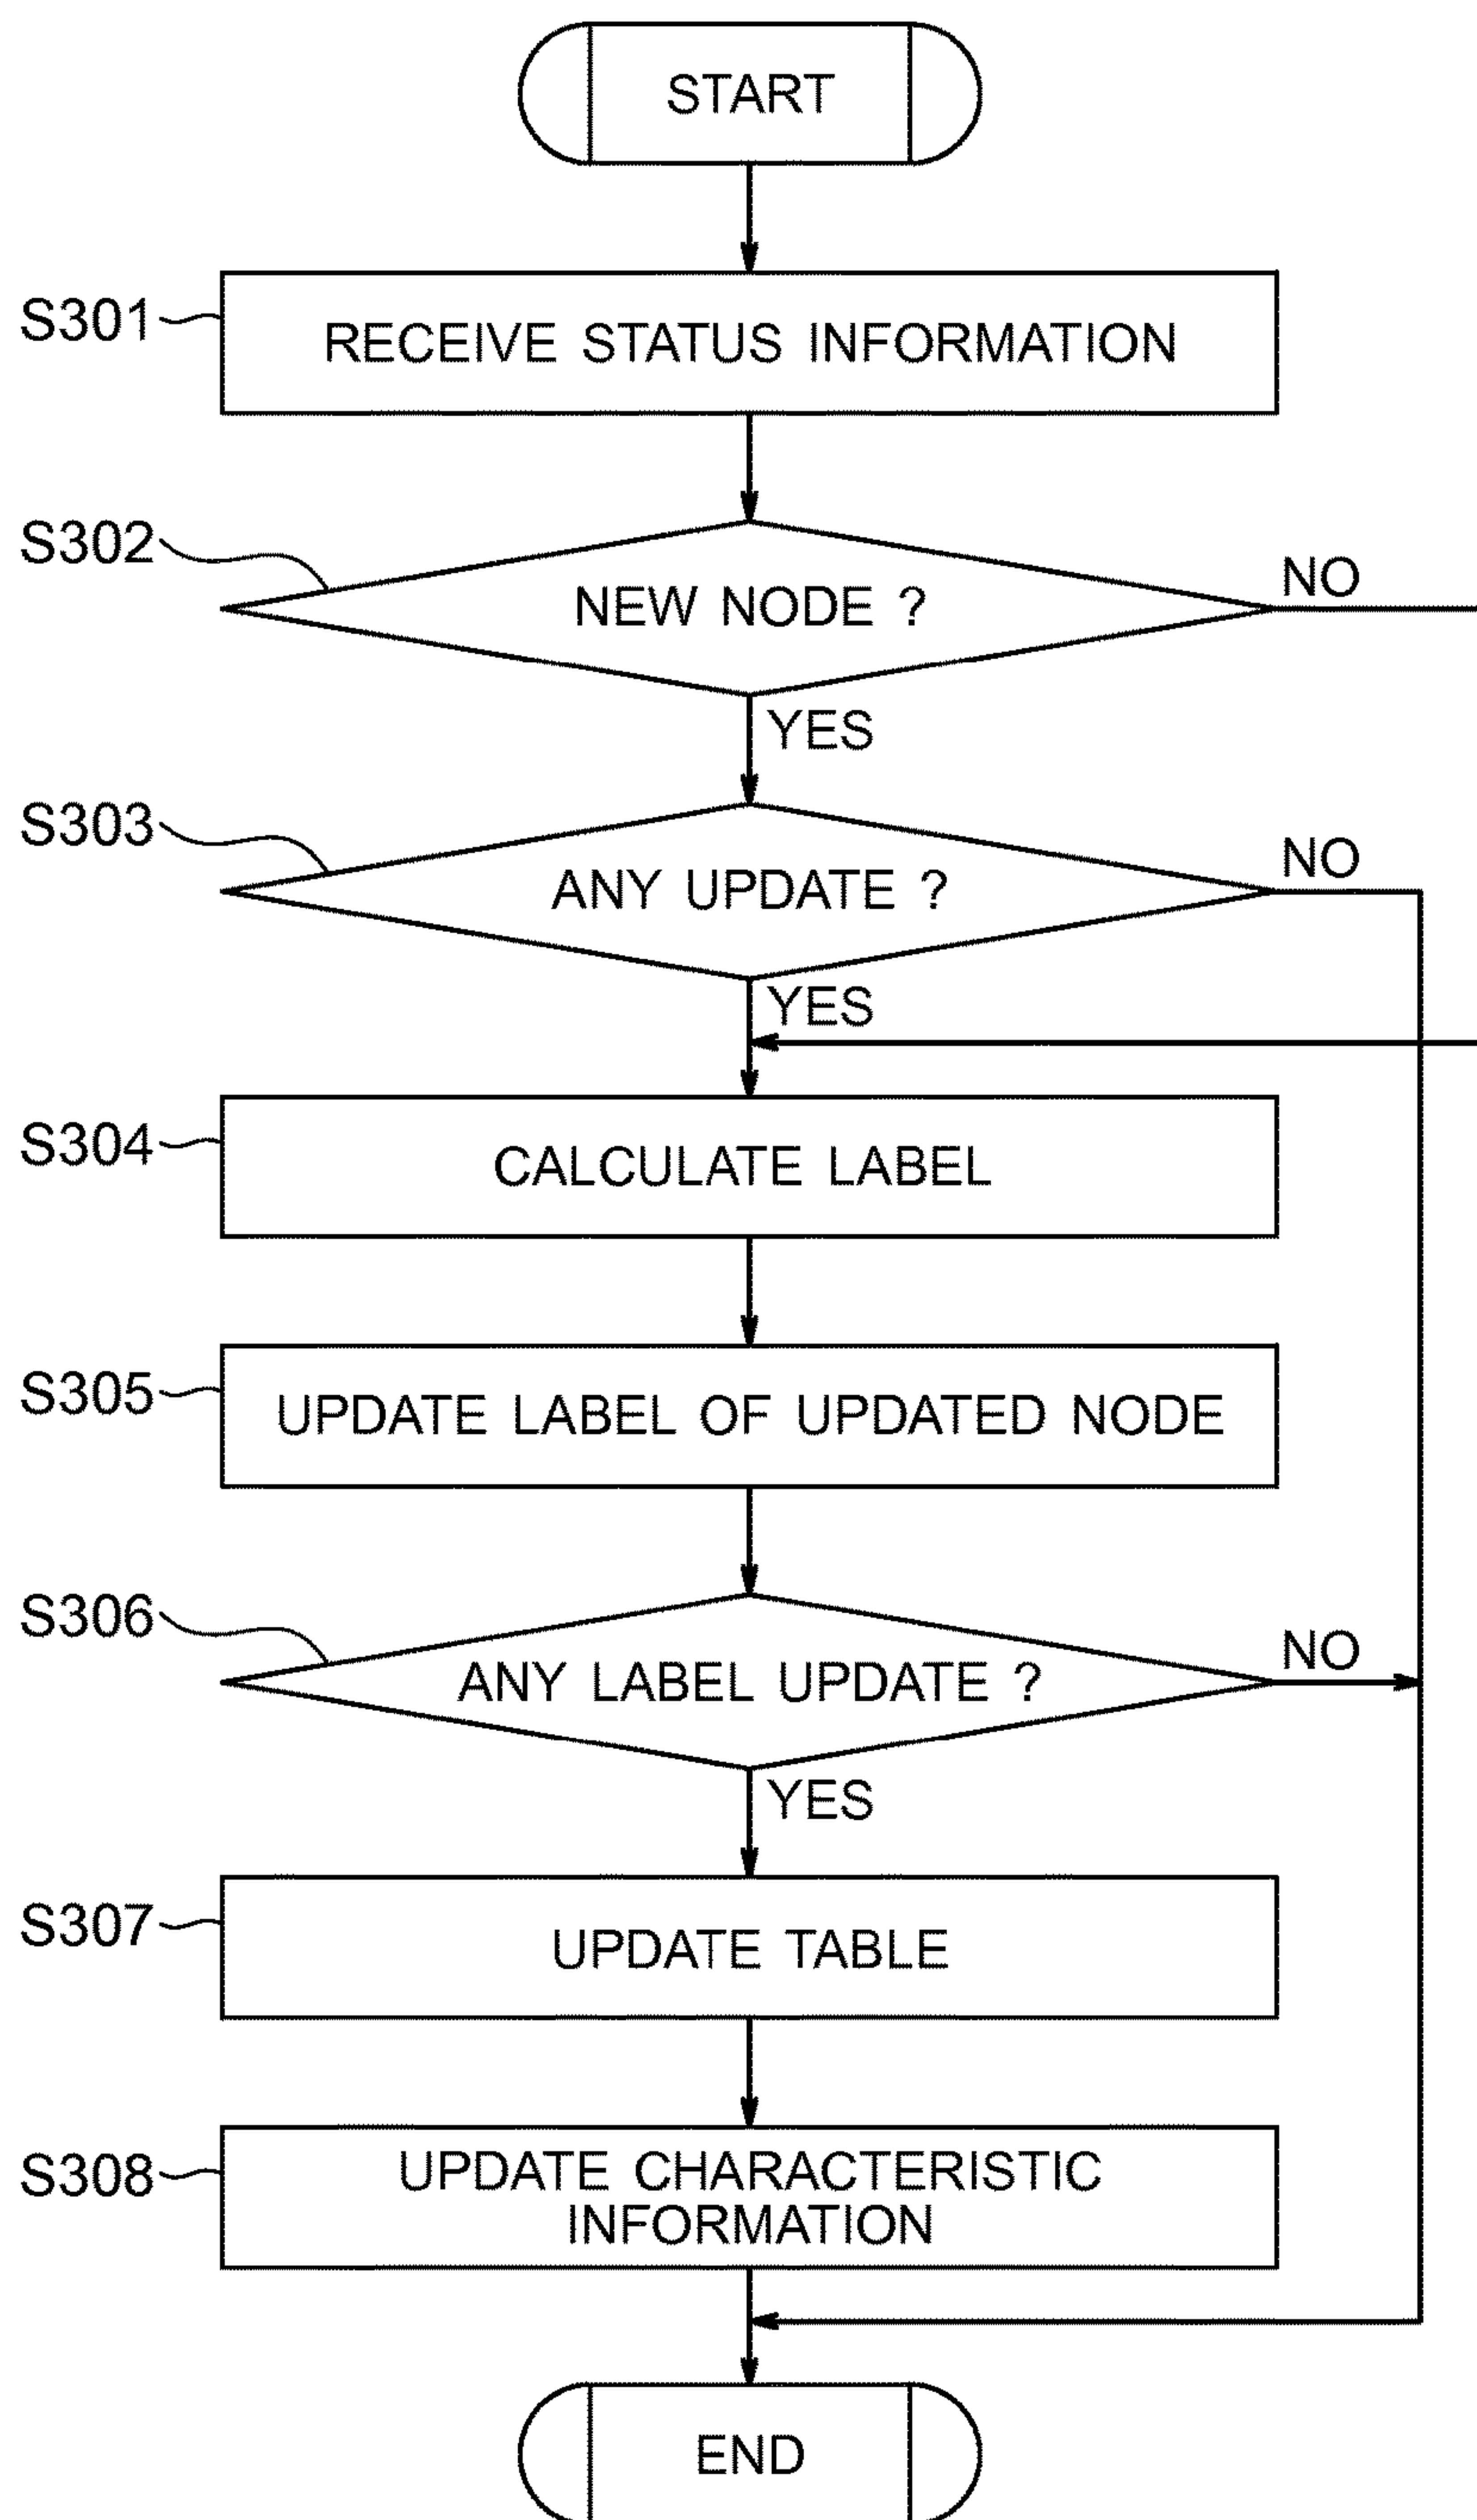 START
S301
RECEIVE STATUS INFORMATION
S302
NEW NODE ?
NO
YES
S303
ANY UPDATE ?
NO
YES
S304
CALCULATE LABEL
S305
UPDATE LABEL OF UPDATED NODE
S306
ANY LABEL UPDATE ?
NO
YES
S307
UPDATE TABLE
S308
UPDATE CHARACTERISTIC
INFORMATION
END